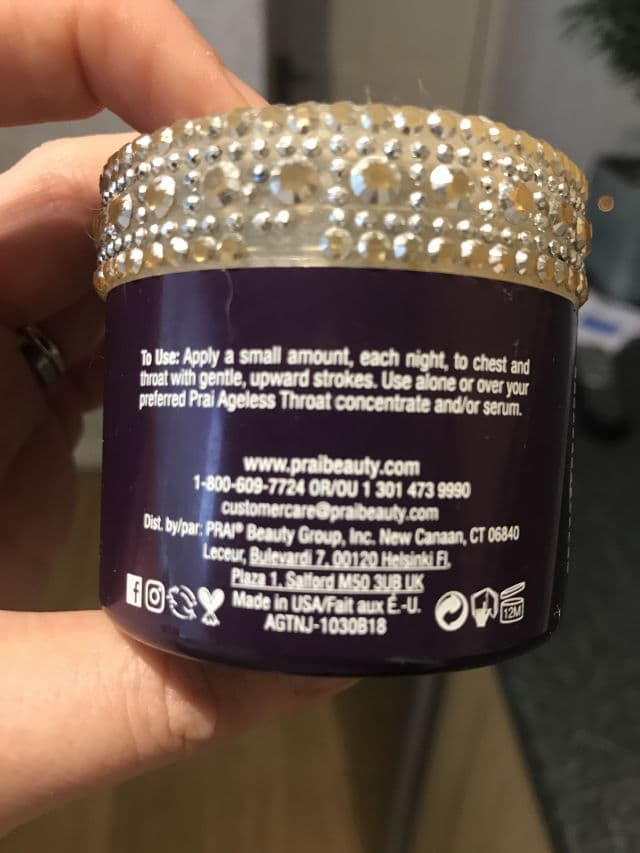 To Use: Apply a small amount, each night, to chest and
throat with gentle, upward strokes. Use alone or over your
preferred Prai Ageless Throat concentrate and/or serum.
www.praibeauty.com
1-800-609-7724 OR/OU 1 301 473 9990
customercare@praibeauty.com
Dist. by/par: PRAI® Beauty Group, Inc. New Canaan, CT 06840
Leceur, Bulevardi 7, 00120 Helsinki FI,
Plaza 1, Salford M50 3UB UK
Made in USA/Fait aux É.-U.
AGTNJ-1030B18
12M